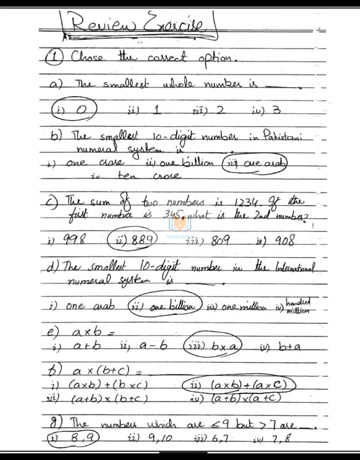 Review Exercise
① Chose the correct option.
a) The smallest whole number is ___.
i) 0 ii) 1 iii) 2 iv) 3
b) The smallest 10-digit number in Pakistani
numeral system is
i) one crore ii) one billion iii) one arab
iv ten crore
c) The sum of two numbers is 1234. If the
first number is 345, what is the 2nd number?
i) 998 ii) 889 iii) 809 iv) 908
d) The smallest 10-digit number in the International
numeral system is ___.
i) one arab ii) one billion iii) one million iv) hundred million
e) a×b =
i) a+b ii) a-b iii) b×a iv) b+a
f) a×(b+c) =
i) (a×b)+(b×c) ii) (a×b)+(a×c)
iii) (a+b)×(b+c) iv) (a+b)×(a+c)
g) The numbers which are ≤9 but >7 are ___.
i) 8,9 ii) 9,10 iii) 6,7 iv) 7,8